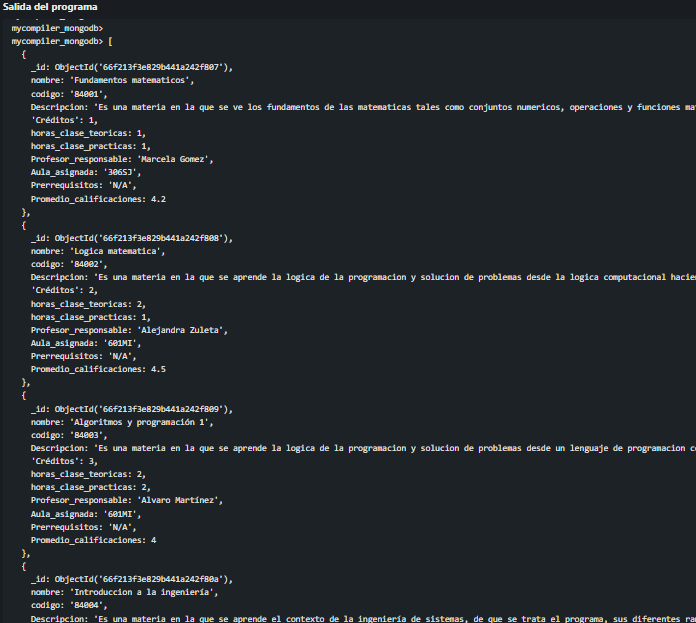 Salida del programa
mycompiler_mongodb>
mycompiler_mongodb> [
{
_id: ObjectId('66f213f3e829b441a242f807'),
nombre: 'Fundamentos matematicos',
codigo: '84001',
Descripcion: 'Es una materia en la que se ve los fundamentos de las matematicas tales como conjuntos numericos, operaciones y funciones
'Créditos': 1,
horas_clase_teoricas: 1,
horas_clase_practicas: 1,
Profesor_responsable: 'Marcela Gomez',
Aula_asignada: '306SJ',
Prerrequisitos: 'N/A',
Promedio_calificaciones: 4.2
},
{
_id: ObjectId('66f213f3e829b441a242f808'),
nombre: 'Logica matematica',
codigo: '84002',
Descripcion: 'Es una materia en la que se aprende la logica de la programacion y solucion de problemas desde la logica computacional
'Créditos': 2,
horas_clase_teoricas: 2,
horas_clase_practicas: 1,
Profesor_responsable: 'Alejandra Zuleta',
Aula_asignada: '601MI',
Prerrequisitos: 'N/A',
Promedio_calificaciones: 4.5
},
{
_id: ObjectId('66f213f3e829b441a242f809'),
nombre: 'Algoritmos y programación 1',
codigo: '84003',
Descripcion: 'Es una materia en la que se aprende la logica de la programacion y solucion de problemas desde un lenguaje de programacion
'Créditos': 3,
horas_clase_teoricas: 2,
horas_clase_practicas: 2,
Profesor_responsable: 'Alvaro Martínez',
Aula_asignada: '601MI',
Prerrequisitos: 'N/A',
Promedio_calificaciones: 4
},
{
_id: ObjectId('66f213f3e829b441a242f80a'),
nombre: 'Introduccion a la ingeniería',
codigo: '84004',
Descripcion: 'Es una materia en la que se aprende el contexto de la ingeniería de sistemas, de que se trata el programa, sus diferentes